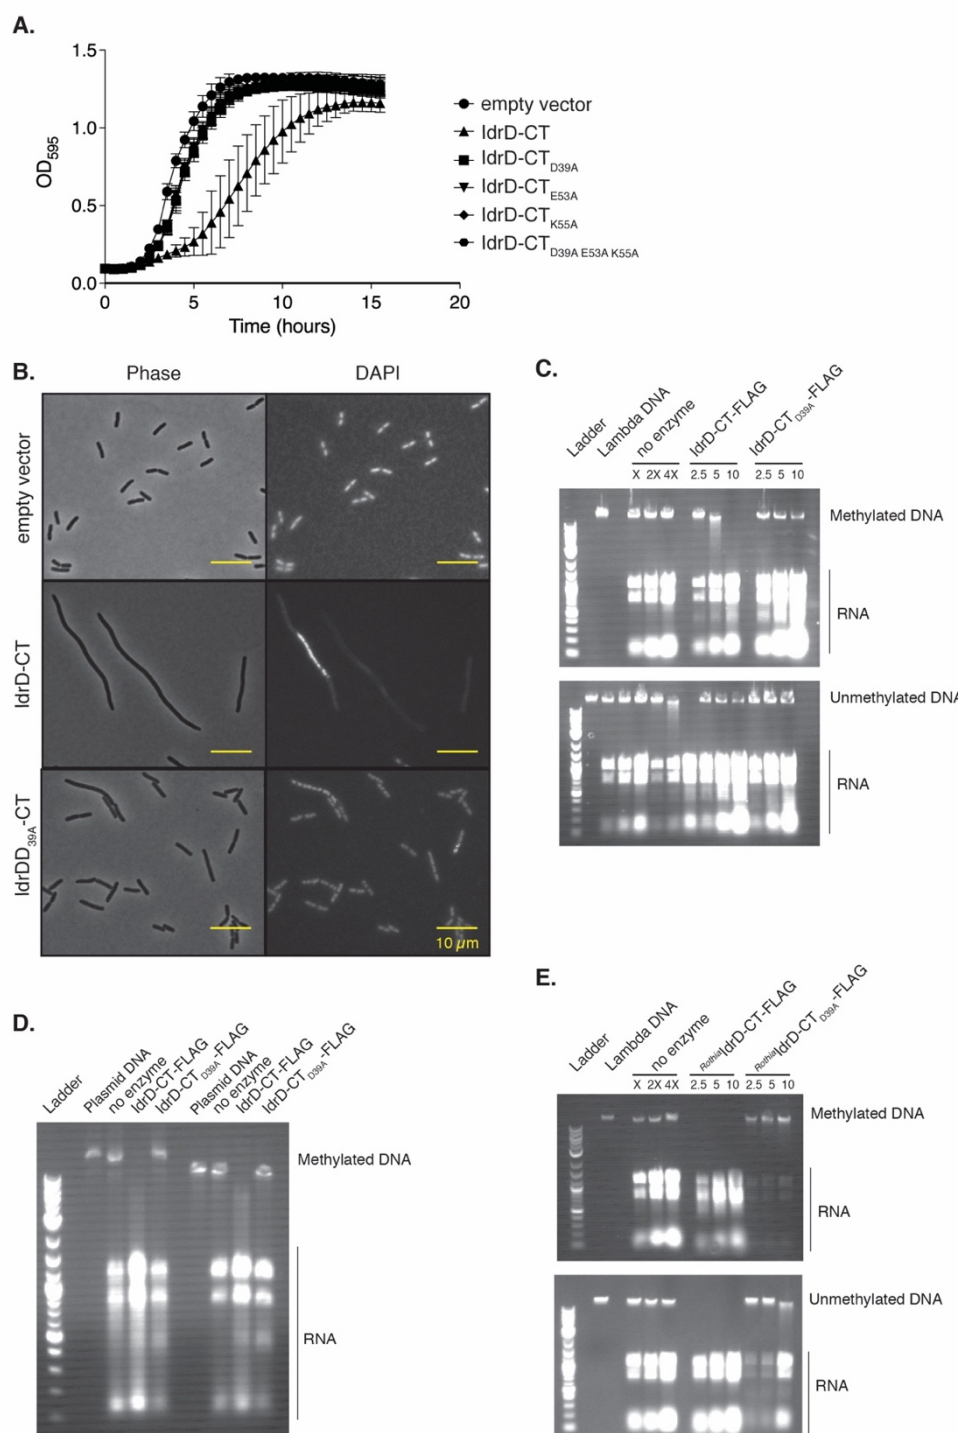 A.
1.5
1.0
0.5
0.0
OD595
0 5 10 15 20
Time (hours)
empty vector
IdrD-CT
IdrD-CTD39A
IdrD-CTE53A
IdrD-CTK55A
IdrD-CTD39A E53A K55A
B.
Phase DAPI
empty vector
IdrD-CT
IdrDD39A-CT
10 µm
C.
Ladder
Lambda DNA
no enzyme
IdrD-CT-FLAG
IdrD-CTD39A-FLAG
X 2X 4X 2.5 5 10 2.5 5 10
Methylated DNA
RNA
Unmethylated DNA
RNA
D.
Ladder
Plasmid DNA
no enzyme
IdrD-CT-FLAG
IdrD-CT D39A-FLAG
Plasmid DNA
no enzyme
IdrD-CT-FLAG
IdrD-CT D39A-FLAG
Methylated DNA
RNA
E.
Ladder
Lambda DNA
no enzyme
RothiaIdrD-CT-FLAG
RothiaIdrD-CT D39A-FLAG
X 2X 4X 2.5 5 10 2.5 5 10
Methylated DNA
RNA
Unmethylated DNA
RNA